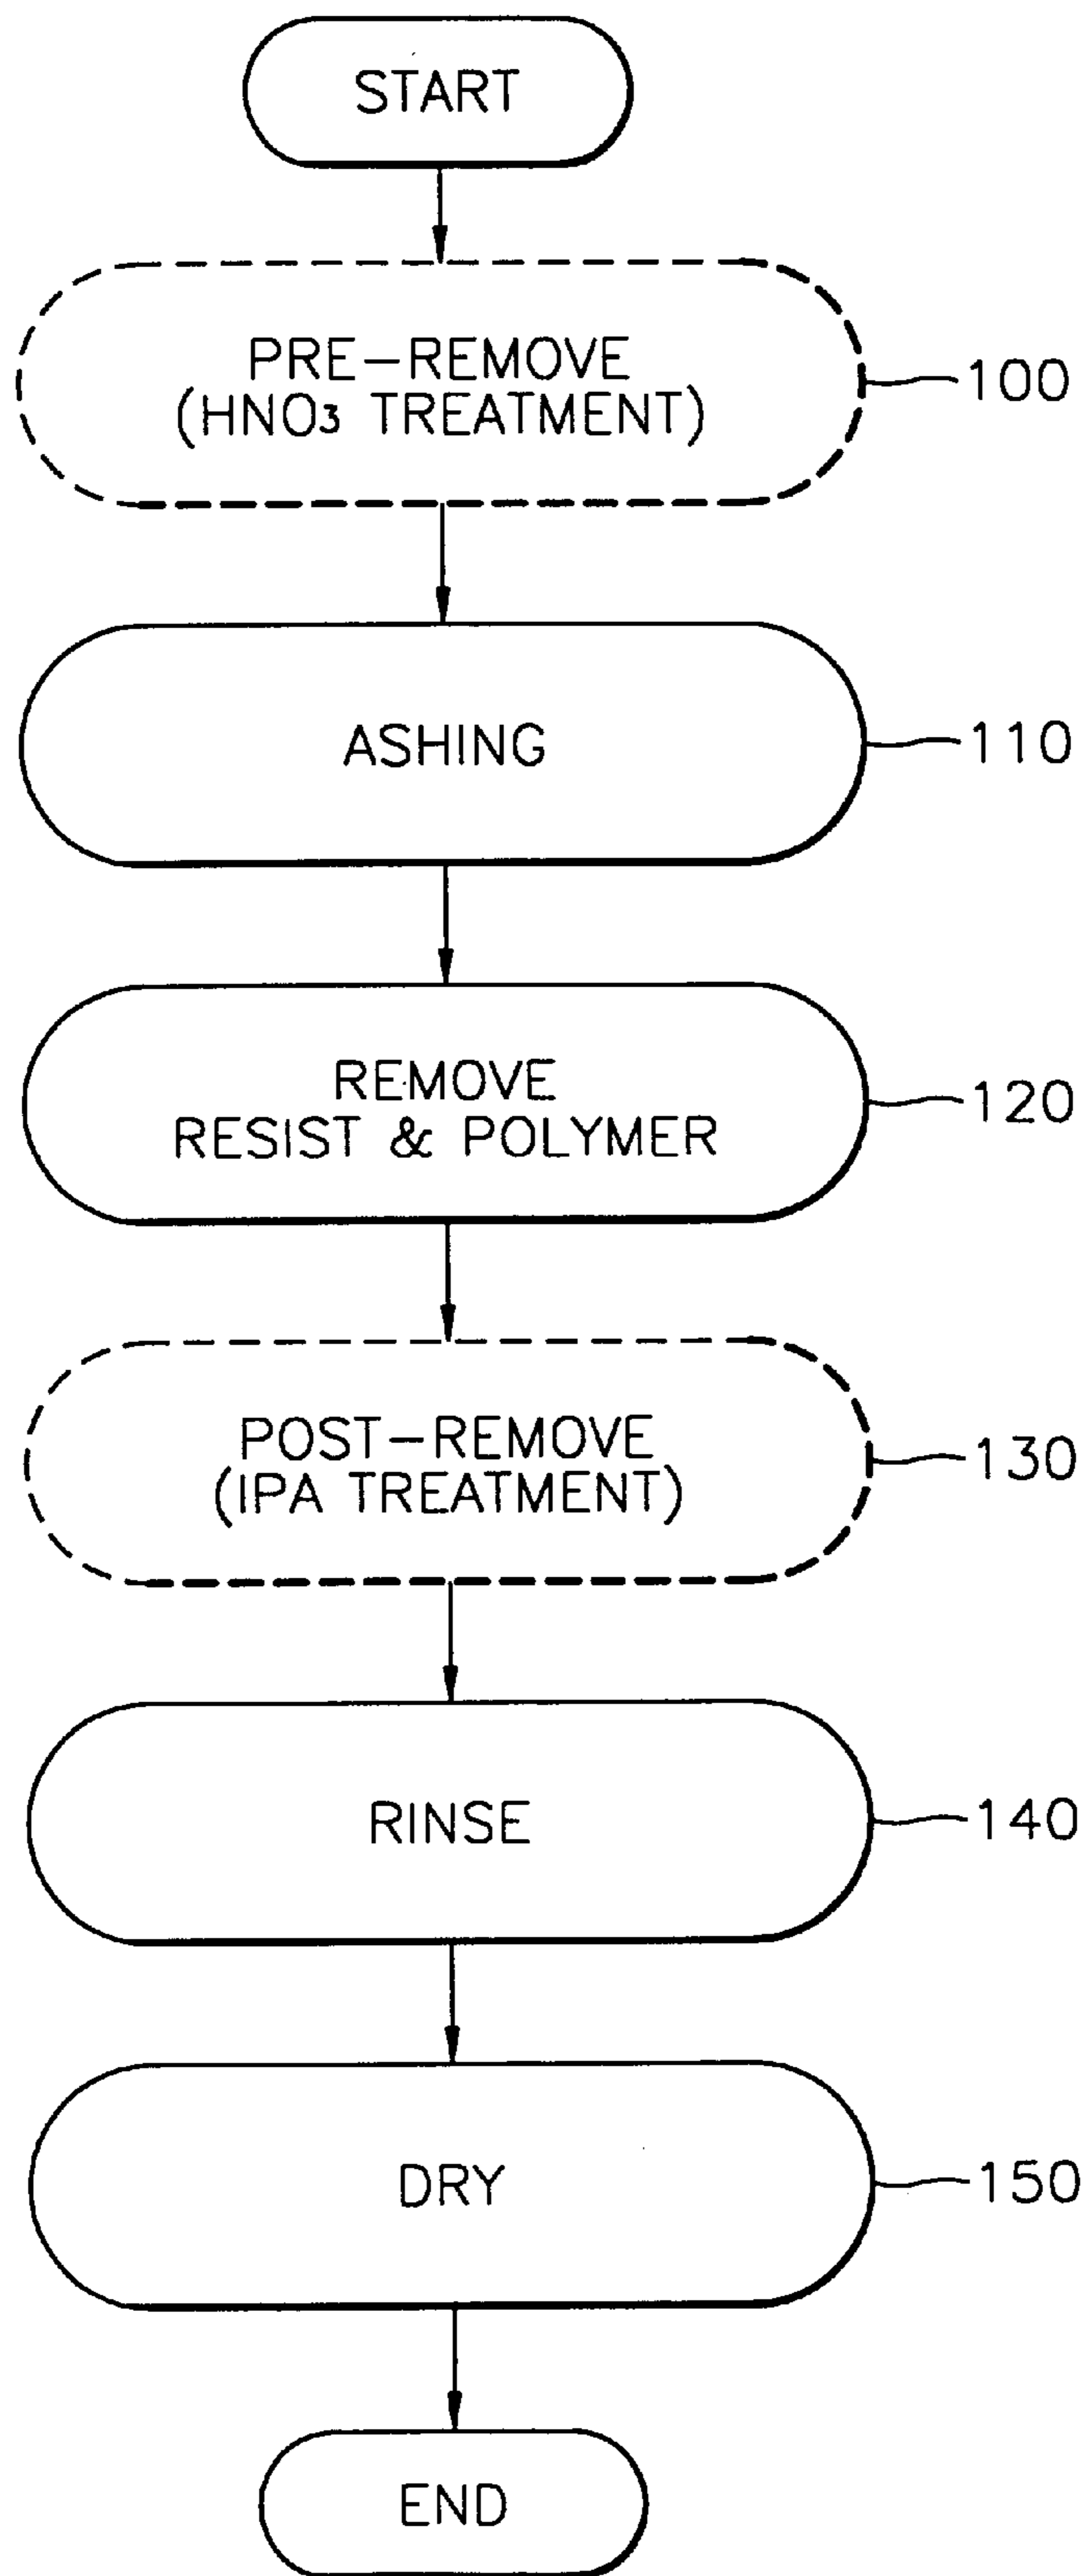 START
PRE-REMOVE
(HNO₃ TREATMENT)
100
ASHING
110
REMOVE
RESIST & POLYMER
120
POST-REMOVE
(IPA TREATMENT)
130
RINSE
140
DRY
150
END